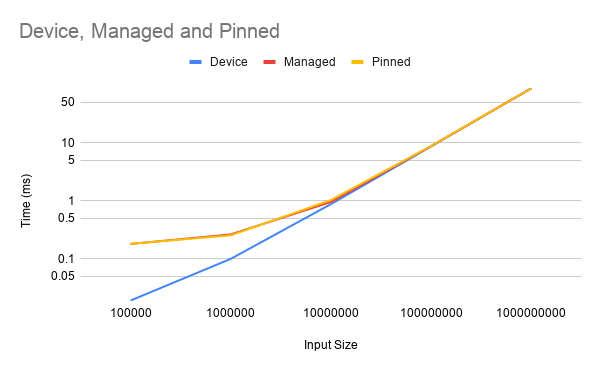 Device, Managed and Pinned
Device Managed Pinned
Time (ms)
50
10
5
1
0.5
0.1
0.05
100000 1000000 10000000 100000000 1000000000
Input Size